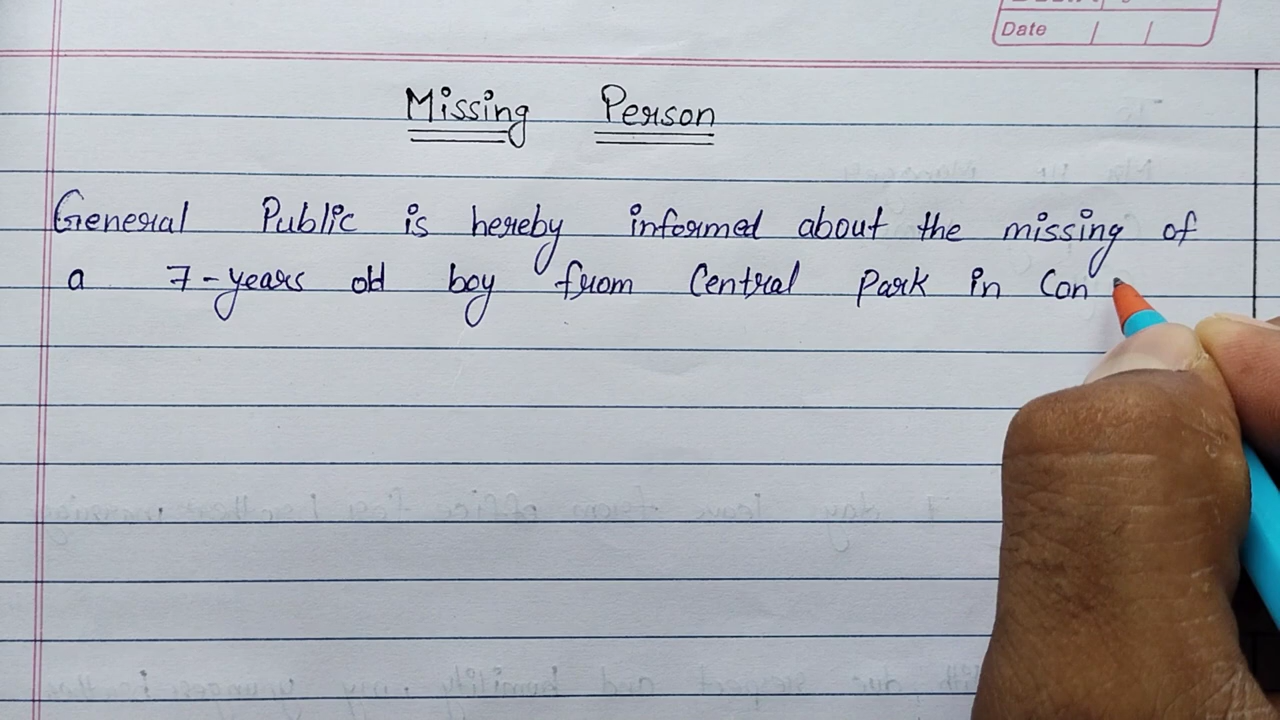 Date
Missing Person
General Public is hereby informed about the missing of
a 7-years old boy from Central Park in Con